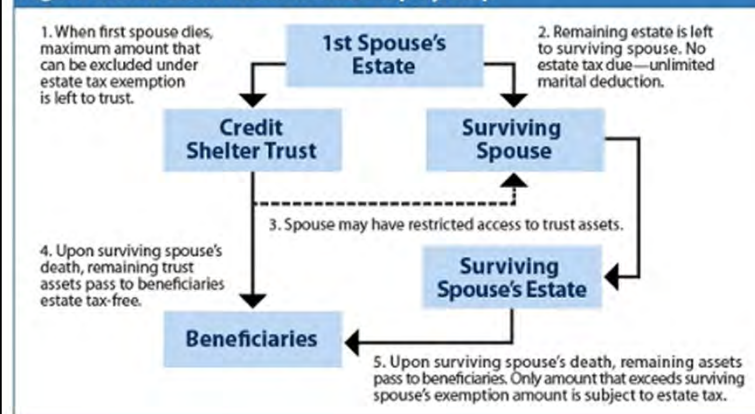 1. When first spouse dies,
maximum amount that
can be excluded under
estate tax exemption
is left to trust.
1st Spouse's
Estate
2. Remaining estate is left
to surviving spouse. No
estate tax due—unlimited
marital deduction.
Credit
Shelter Trust
Surviving
Spouse
3. Spouse may have restricted access to trust assets.
4. Upon surviving spouse's
death, remaining trust
assets pass to beneficiaries
estate tax-free.
Surviving
Spouse's Estate
Beneficiaries
5. Upon surviving spouse's death, remaining assets
pass to beneficiaries. Only amount that exceeds surviving
spouse's exemption amount is subject to estate tax.